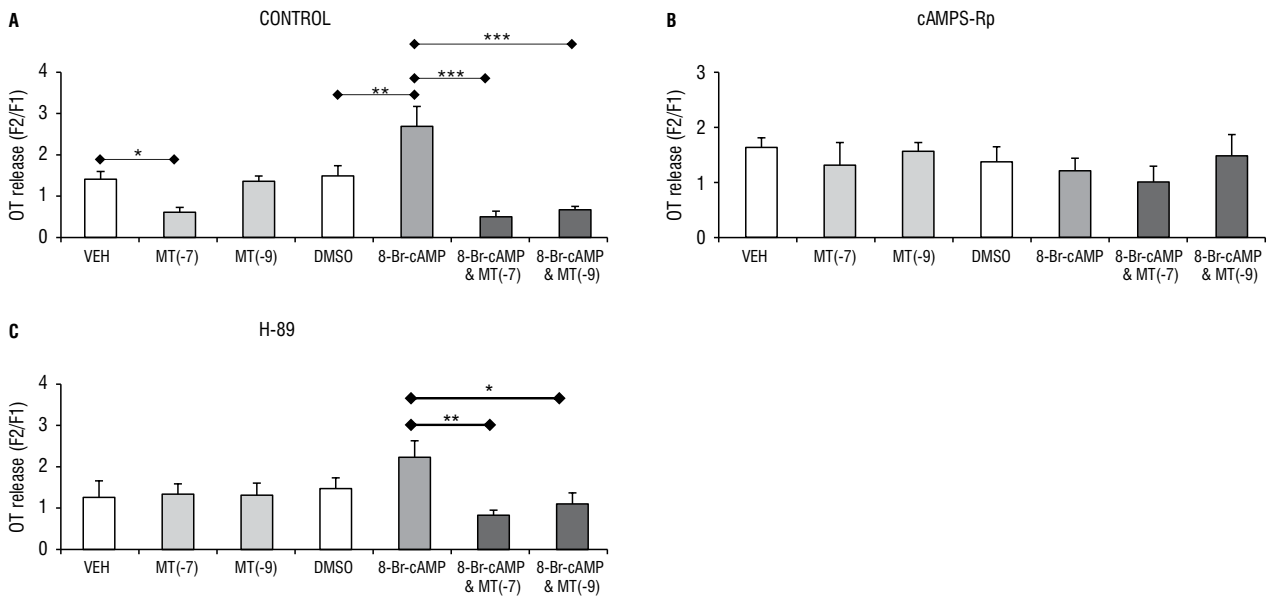 A
CONTROL
OT release (F2/F1)
4
3
2
1
0
*
**
***
***
VEH
MT(-7)
MT(-9)
DMSO
8-Br-cAMP
8-Br-cAMP
& MT(-7)
8-Br-cAMP
& MT(-9)
B
cAMPS-Rp
OT release (F2/F1)
3
2
1
0
VEH
MT(-7)
MT(-9)
DMSO
8-Br-cAMP
8-Br-cAMP
& MT(-7)
8-Br-cAMP
& MT(-9)
C
H-89
OT release (F2/F1)
4
3
2
1
0
*
**
VEH
MT(-7)
MT(-9)
DMSO
8-Br-cAMP
8-Br-cAMP
& MT(-7)
8-Br-cAMP
& MT(-9)